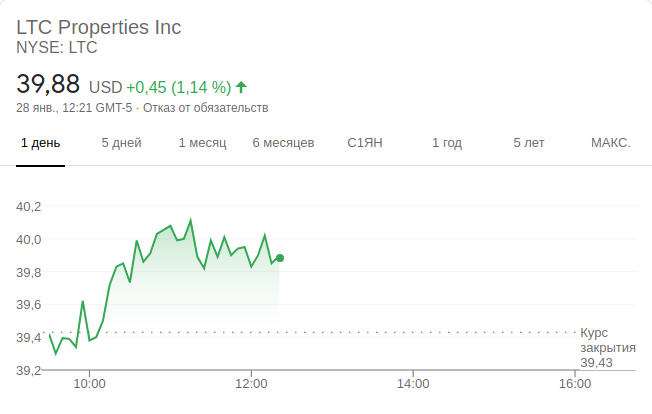 LTC Properties Inc
NYSE: LTC
39,88 USD +0,45 (1,14 %)
28 янв., 12:21 GMT-5 · Отказ от обязательств
1 день 5 дней 1 месяц 6 месяцев С1ЯН 1 год 5 лет МАКС.
40,2
40,0
39,8
39,6
39,4
39,2
Курс
закрытия
39,43
10:00 12:00 14:00 16:00